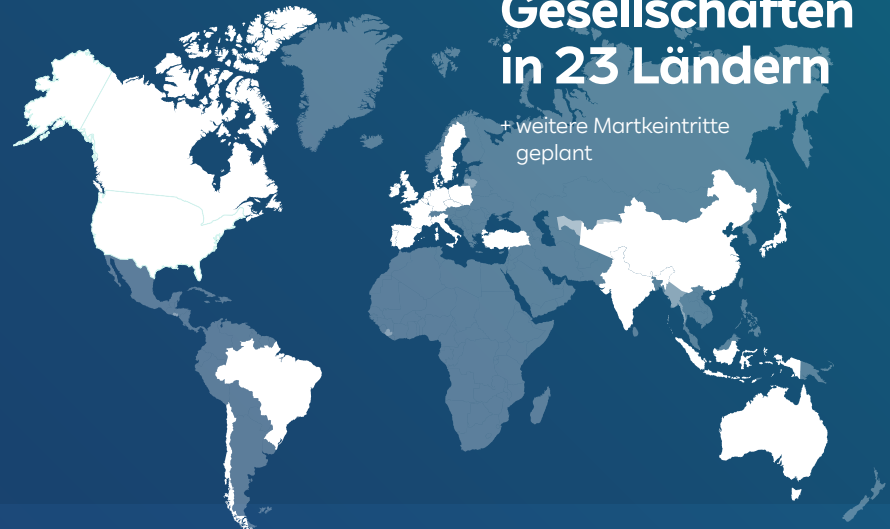 Gesellschaften
in 23 Ländern
+ weitere Martkeintritte
geplant